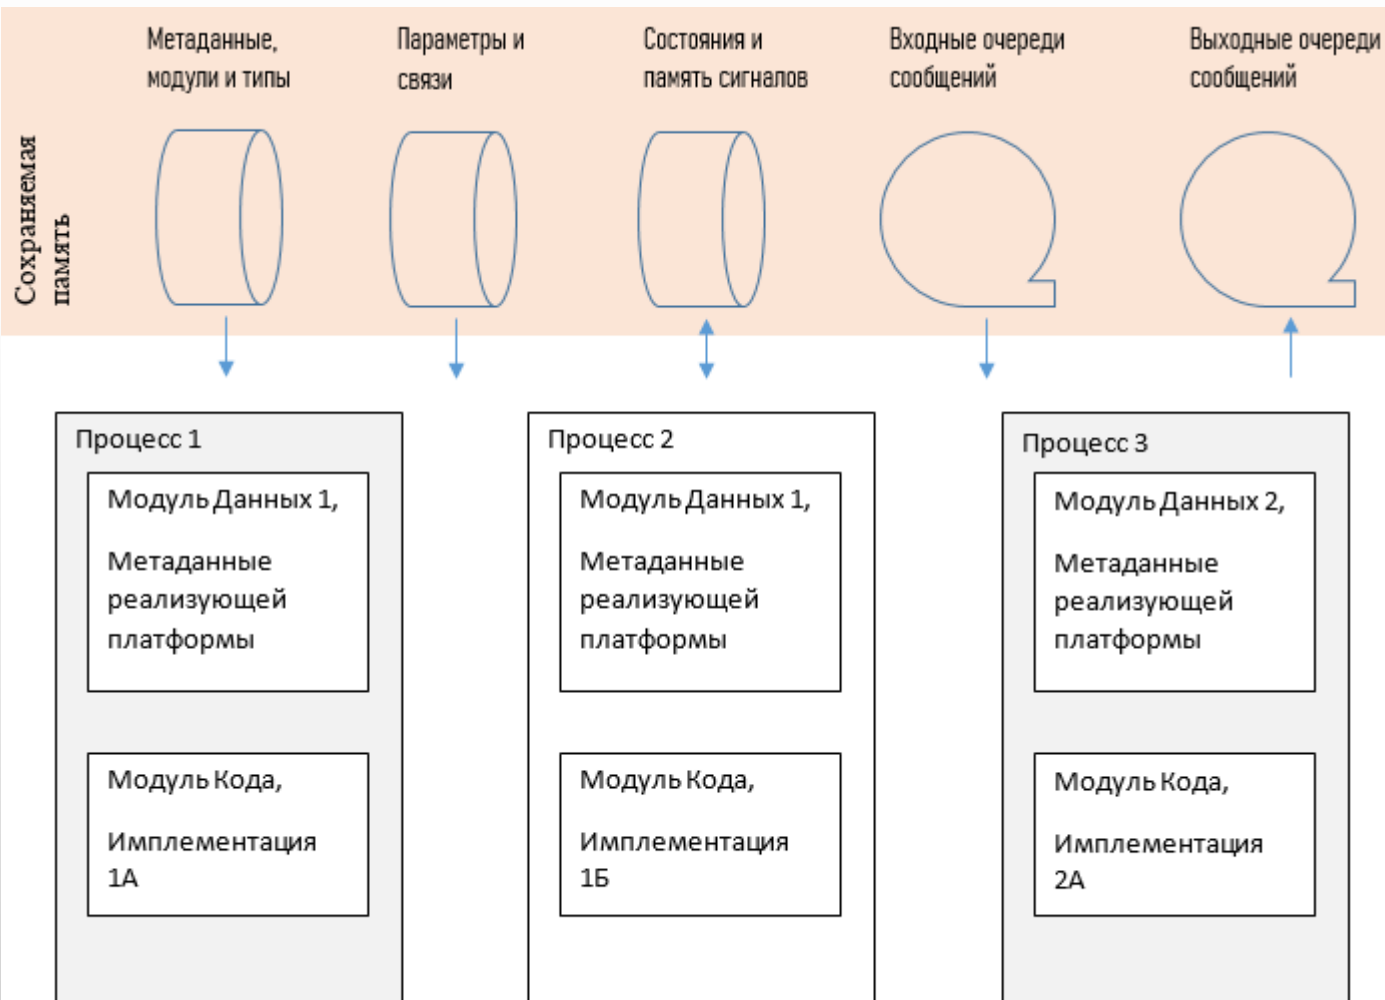 Метаданные,
модули и типы
Параметры и
связи
Состояния и
память сигналов
Входные очереди
сообщений
Выходные очереди
сообщений
Сохраняемая
память
Процесс 1
Модуль Данных 1,
Метаданные
реализующей
платформы
Модуль Кода,
Имплементация
1А
Процесс 2
Модуль Данных 1,
Метаданные
реализующей
платформы
Модуль Кода,
Имплементация
1Б
Процесс 3
Модуль Данных 2,
Метаданные
реализующей
платформы
Модуль Кода,
Имплементация
2А